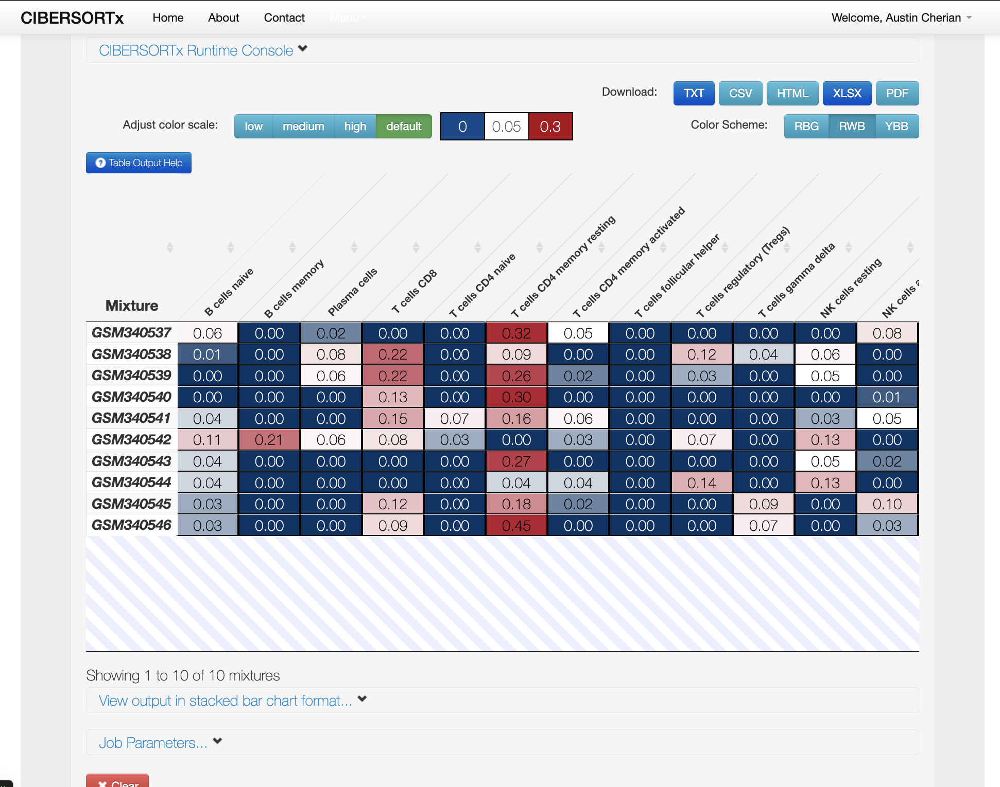 CIBERSORTx Home About Contact Menu Welcome, Austin Cherian
CIBERSORTx Runtime Console
Download: TXT CSV HTML XLSX PDF
Adjust color scale: low medium high default 0 0.05 0.3 Color Scheme: RBG RWB YBB
? Table Output Help
Mixture
B cells naive
B cells memory
Plasma cells
T cells CD8
T cells CD4 naive
T cells CD4 memory resting
T cells CD4 memory activated
T cells follicular helper
T cells regulatory (Tregs)
T cells gamma delta
NK cells resting
NK cells a
GSM340537 0.06 0.00 0.02 0.00 0.00 0.32 0.05 0.00 0.00 0.00 0.00 0.08
GSM340538 0.01 0.00 0.08 0.22 0.00 0.09 0.00 0.00 0.12 0.04 0.06 0.00
GSM340539 0.00 0.00 0.06 0.22 0.00 0.26 0.02 0.00 0.03 0.00 0.05 0.00
GSM340540 0.00 0.00 0.00 0.13 0.00 0.30 0.00 0.00 0.00 0.00 0.00 0.01
GSM340541 0.04 0.00 0.00 0.15 0.07 0.16 0.06 0.00 0.00 0.00 0.03 0.05
GSM340542 0.11 0.21 0.06 0.08 0.03 0.00 0.03 0.00 0.07 0.00 0.13 0.00
GSM340543 0.04 0.00 0.00 0.00 0.00 0.27 0.00 0.00 0.00 0.00 0.05 0.02
GSM340544 0.04 0.00 0.00 0.00 0.00 0.04 0.04 0.00 0.14 0.00 0.13 0.00
GSM340545 0.03 0.00 0.00 0.12 0.00 0.18 0.02 0.00 0.00 0.09 0.00 0.10
GSM340546 0.03 0.00 0.00 0.09 0.00 0.45 0.00 0.00 0.00 0.07 0.00 0.03
Showing 1 to 10 of 10 mixtures
View output in stacked bar chart format...
Job Parameters...
Clear